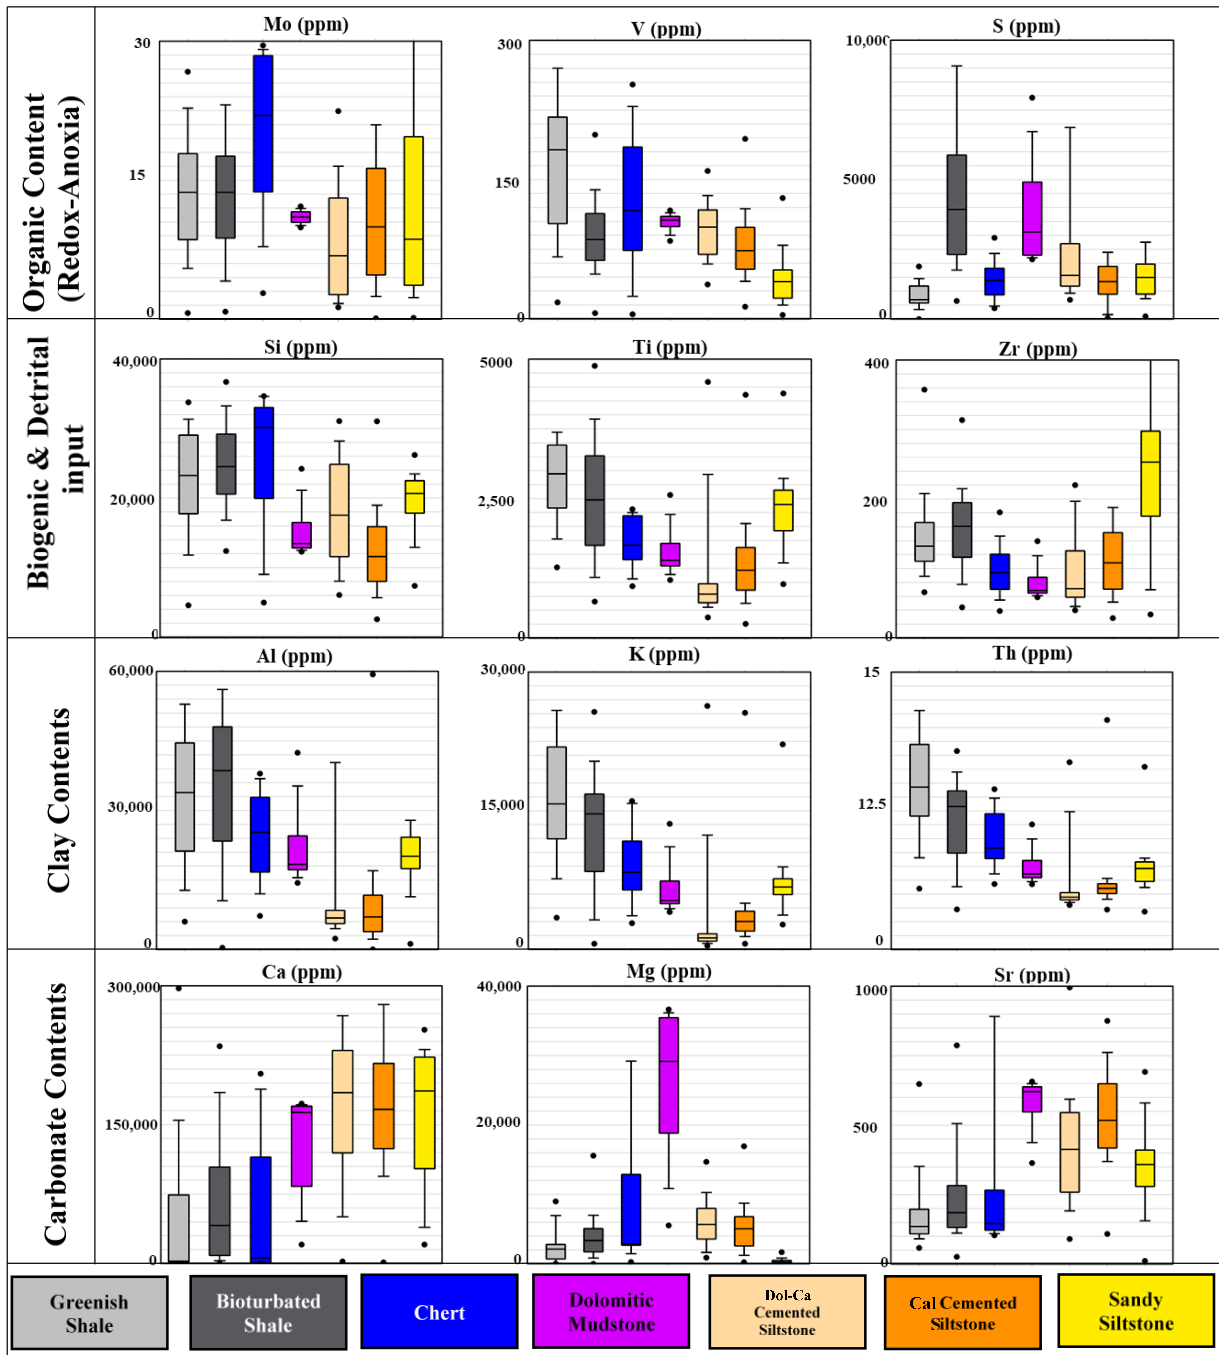 Organic Content
(Redox-Anoxia)
Mo (ppm)
30
15
0
V (ppm)
300
150
0
S (ppm)
10,000
5000
0
Biogenic & Detrital
input
Si (ppm)
40,000
20,000
0
Ti (ppm)
5000
2,500
0
Zr (ppm)
400
200
0
Clay Contents
Al (ppm)
60,000
30,000
0
K (ppm)
30,000
15,000
0
Th (ppm)
15
12.5
0
Carbonate Contents
Ca (ppm)
300,000
150,000
0
Mg (ppm)
40,000
20,000
0
Sr (ppm)
1000
500
0
Greenish
Shale
Bioturbated
Shale
Chert
Dolomitic
Mudstone
Dol-Ca
Cemented
Siltstone
Cal Cemented
Siltstone
Sandy
Siltstone